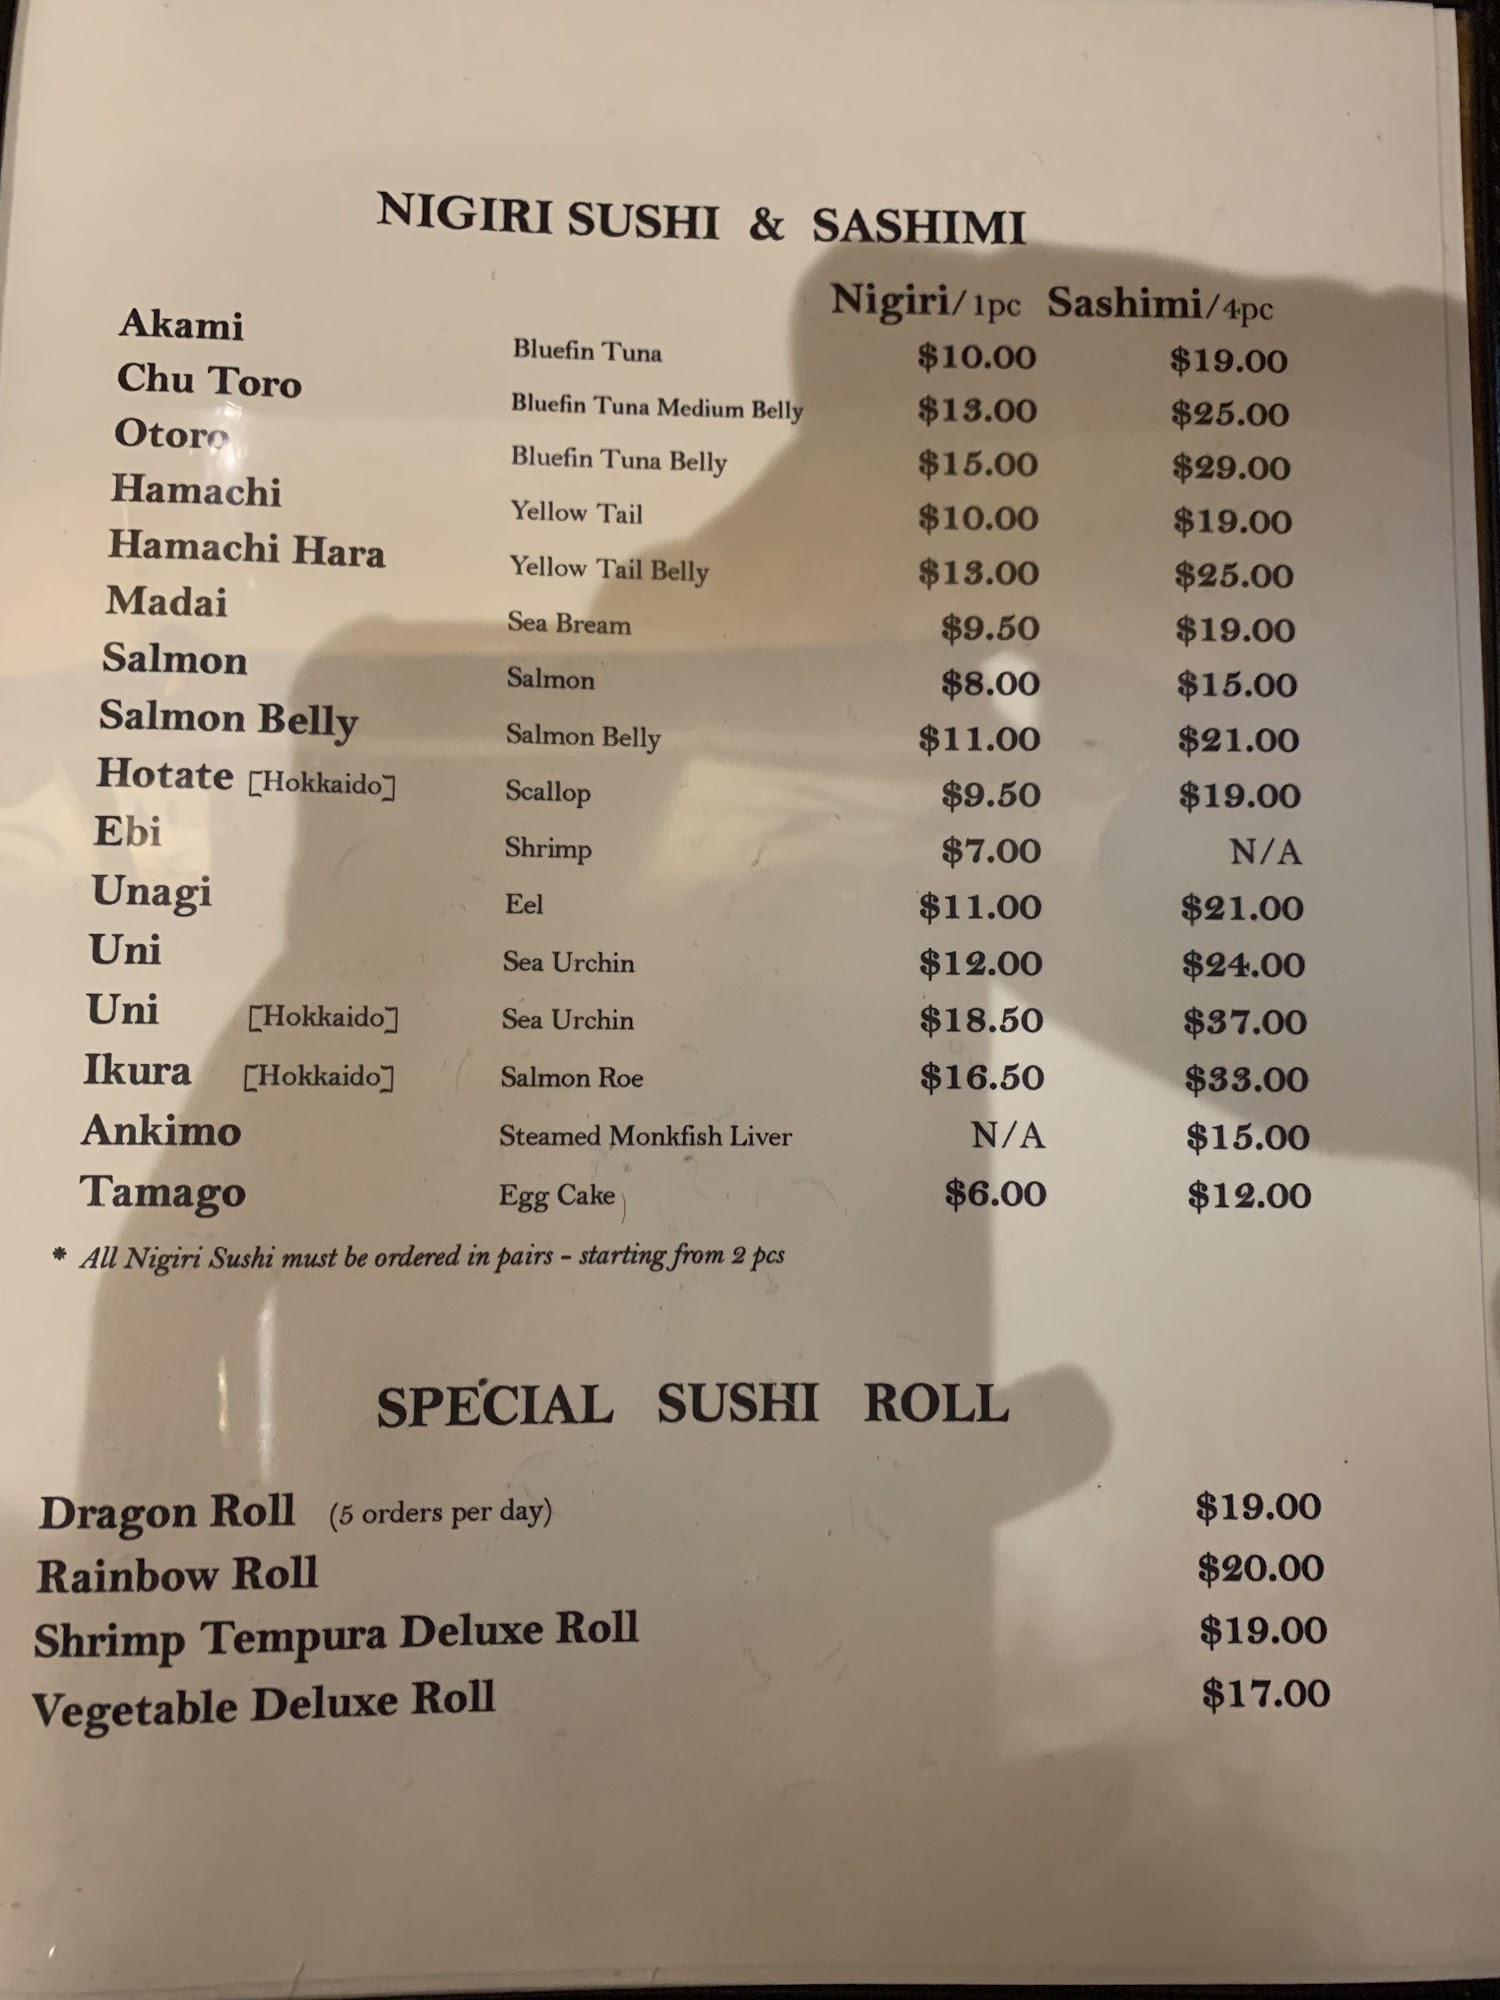 NIGIRI SUSHI & SASHIMI
Nigiri/1pc Sashimi/4pc
Akami Bluefin Tuna $10.00 $19.00
Chu Toro Bluefin Tuna Medium Belly $13.00 $25.00
Otoro Bluefin Tuna Belly $15.00 $29.00
Hamachi Yellow Tail $10.00 $19.00
Hamachi Hara Yellow Tail Belly $13.00 $25.00
Madai Sea Bream $9.50 $19.00
Salmon Salmon $8.00 $15.00
Salmon Belly Salmon Belly $11.00 $21.00
Hotate [Hokkaido] Scallop $9.50 $19.00
Ebi Shrimp $7.00 N/A
Unagi Eel $11.00 $21.00
Uni Sea Urchin $12.00 $24.00
Uni [Hokkaido] Sea Urchin $18.50 $37.00
Ikura [Hokkaido] Salmon Roe $16.50 $33.00
Ankimo Steamed Monkfish Liver N/A $15.00
Tamago Egg Cake $6.00 $12.00
* All Nigiri Sushi must be ordered in pairs - starting from 2 pcs
SPECIAL SUSHI ROLL
Dragon Roll (5 orders per day) $19.00
Rainbow Roll $20.00
Shrimp Tempura Deluxe Roll $19.00
Vegetable Deluxe Roll $17.00